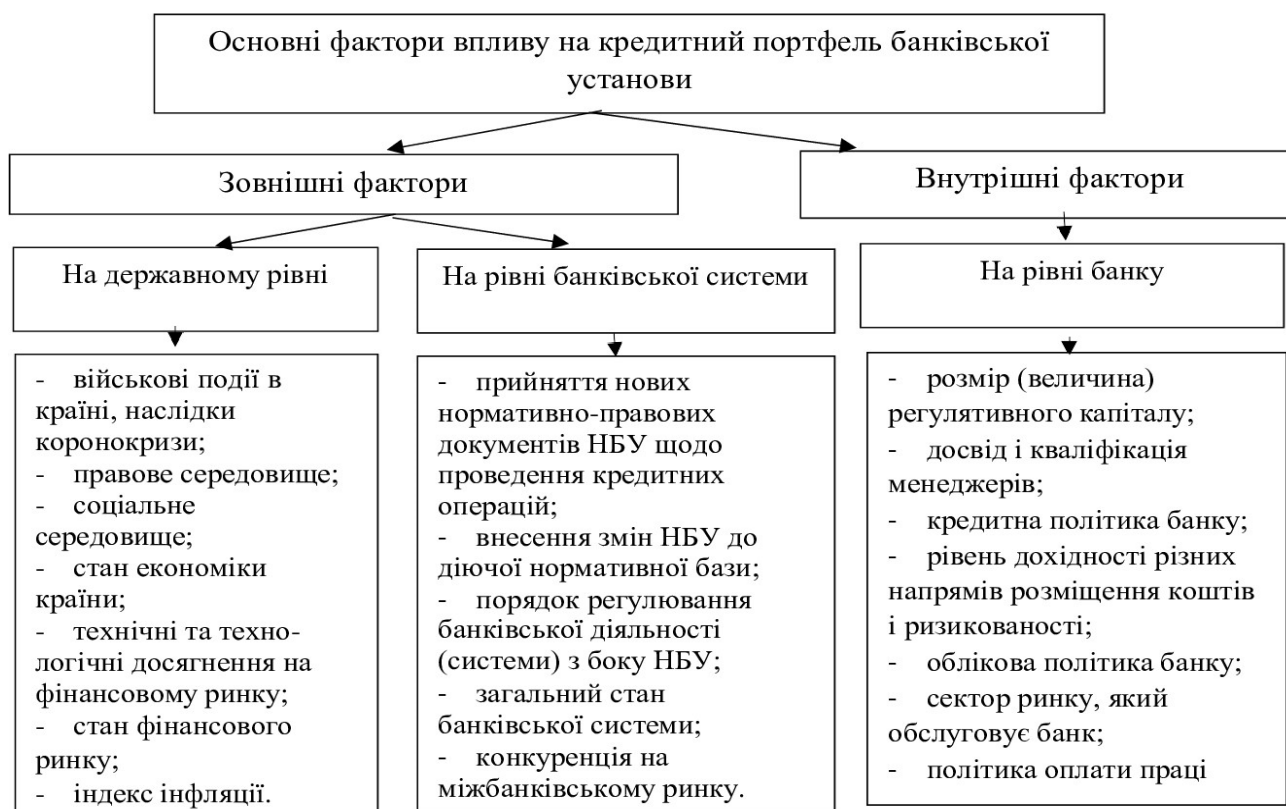 Основні фактори впливу на кредитний портфель банківської
установи
Зовнішні фактори
Внутрішні фактори
На державному рівні
На рівні банківської системи
На рівні банку
- військові події в
країні, наслідки
коронокризи;
- правове середовище;
- соціальне
середовище;
- стан економіки
країни;
- технічні та техно-
логічні досягнення на
фінансовому ринку;
- стан фінансового
ринку;
- індекс інфляції.
- прийняття нових
нормативно-правових
документів НБУ щодо
проведення кредитних
операцій;
- внесення змін НБУ до
діючої нормативної бази;
- порядок регулювання
банківської діяльності
(системи) з боку НБУ;
- загальний стан
банківської системи;
- конкуренція на
міжбанківському ринку.
- розмір (величина)
регулятивного капіталу;
- досвід і кваліфікація
менеджерів;
- кредитна політика банку;
- рівень дохідності різних
напрямів розміщення коштів
і ризикованості;
- облікова політика банку;
- сектор ринку, який
обслуговує банк;
- політика оплати праці